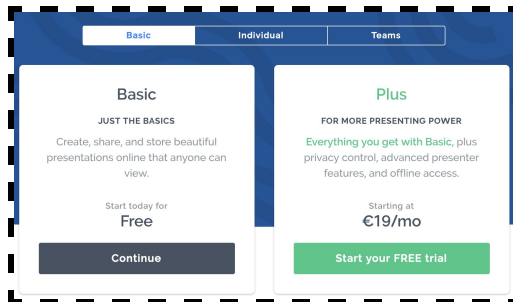 Basic Individual Teams
Basic
JUST THE BASICS
Create, share, and store beautiful
presentations online that anyone can
view.
Start today for
Free
Continue
Plus
FOR MORE PRESENTING POWER
Everything you get with Basic, plus
privacy control, advanced presenter
features, and offline access.
Starting at
€19/mo
Start your FREE trial